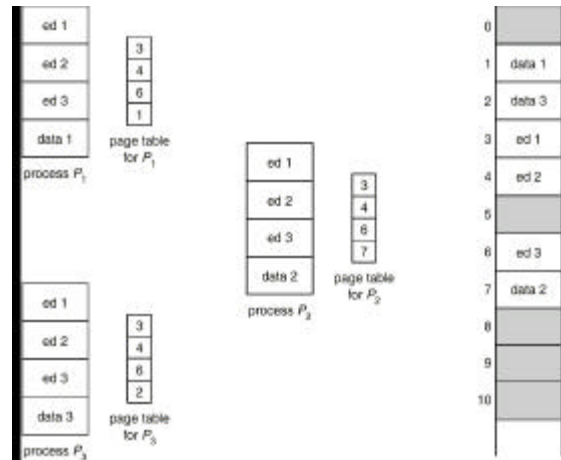 ed 1
ed 2
ed 3
data 1
process P1
3
4
6
1
page table
for P1
ed 1
ed 2
ed 3
data 2
process P2
3
4
6
7
page table
for P2
ed 1
ed 2
ed 3
data 3
process P3
3
4
6
2
page table
for P3
0
1 data 1
2 data 3
3 ed 1
4 ed 2
5
6 ed 3
7 data 2
8
9
10